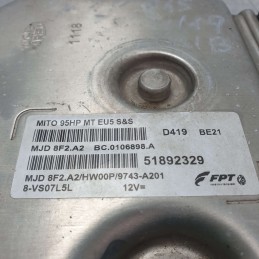 MITO 95HP MT EU5 S&S
D419 BE21
MJD 8F2.A2 BC.0106898.A
51892329
MJD 8F2.A2/HW00P/9743-A201
8-VS07L5L 12V=
FPT